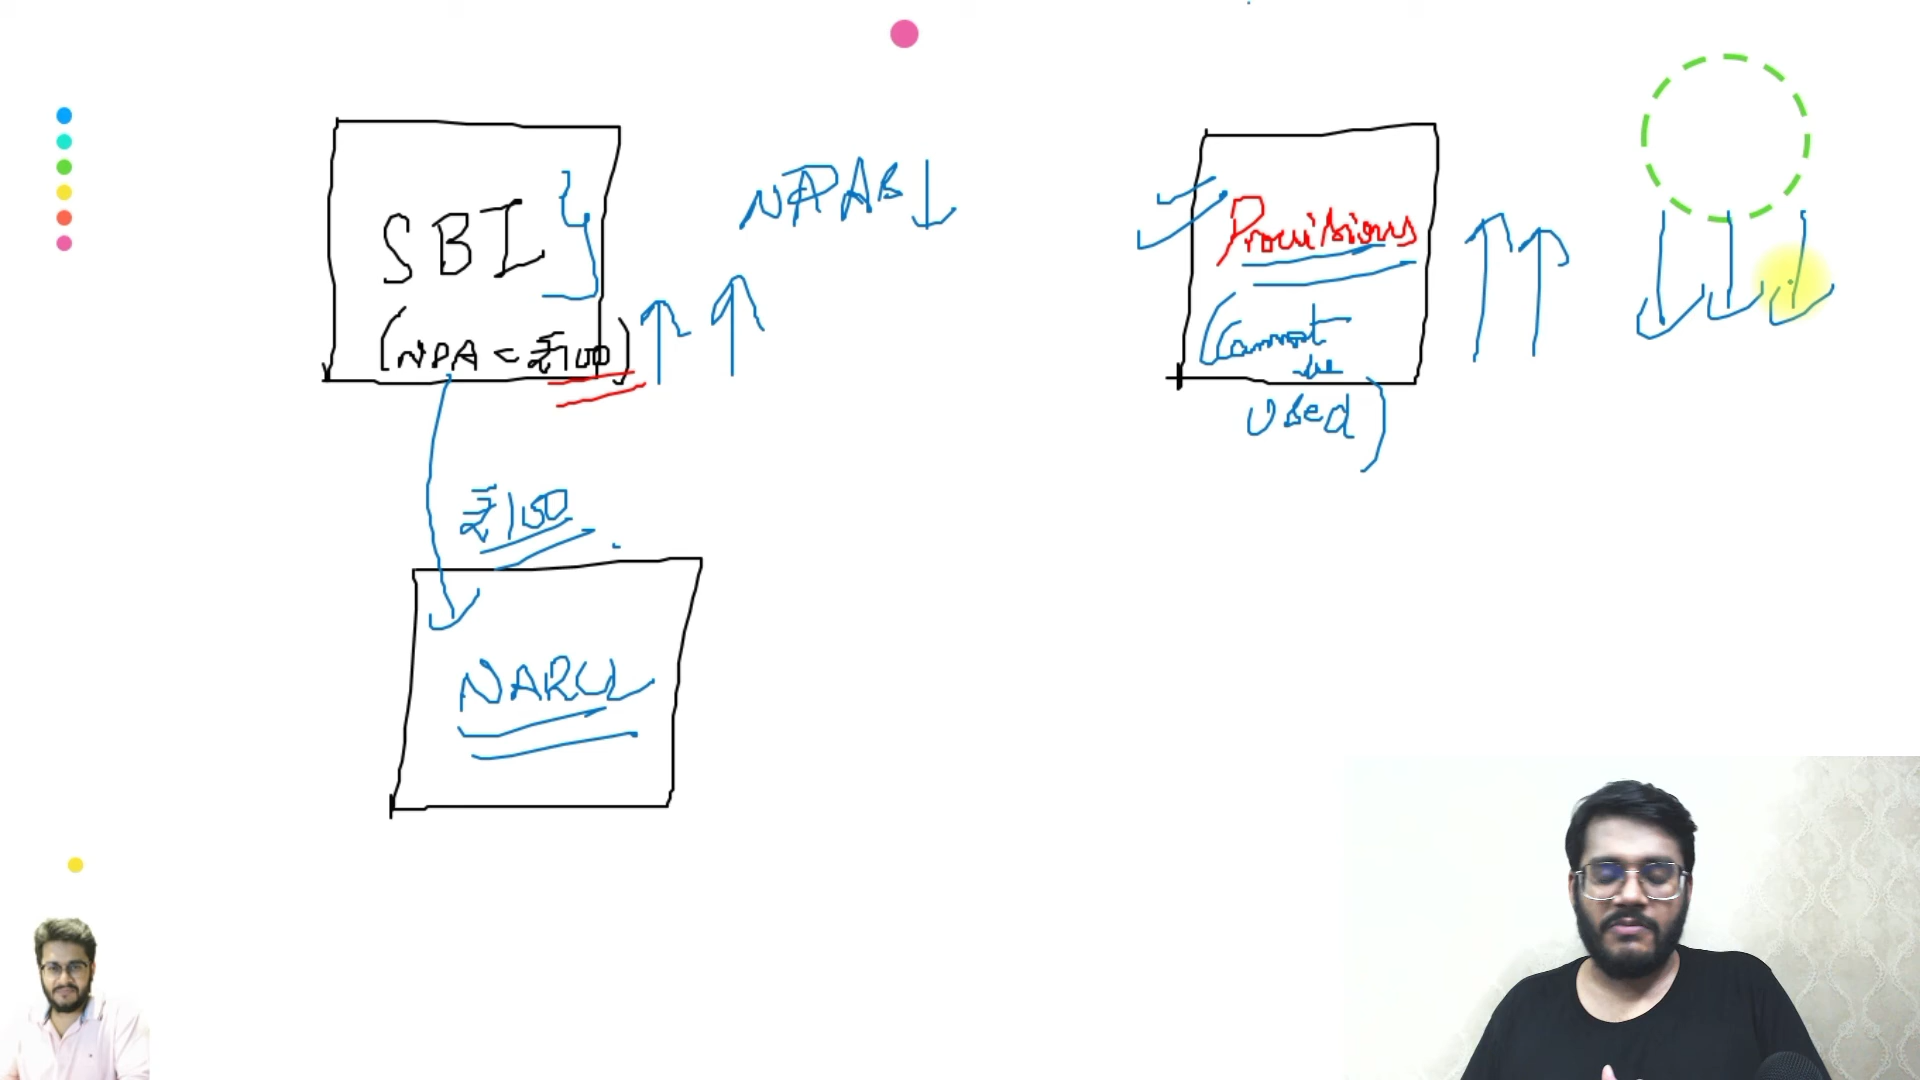 SBI
(NPA = ₹100)
NPAs ↓
Provisions
(Cannot
be
Used)
₹100
NARCL